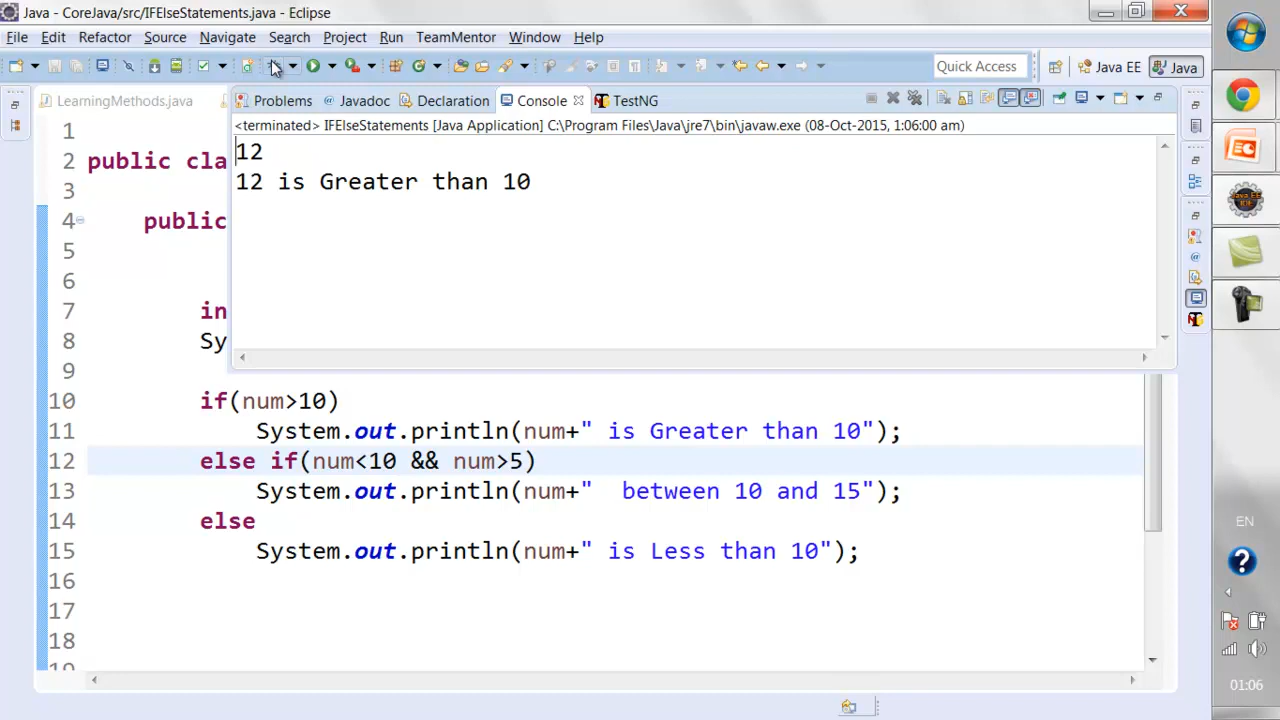 Java - CoreJava/src/IFElseStatements.java - Eclipse
File Edit Refactor Source Navigate Search Project Run TeamMentor Window Help
Quick Access Java EE Java
LearningMethods.java Problems @ Javadoc Declaration Console TestNG
<terminated> IFElseStatements [Java Application] C:\Program Files\Java\jre7\bin\javaw.exe (08-Oct-2015, 1:06:00 am)
12
12 is Greater than 10
1
2 public cla
3
4 public
5
6
7 in
8 Sy
9
10 if(num>10)
11 System.out.println(num+" is Greater than 10");
12 else if(num<10 && num>5)
13 System.out.println(num+"  between 10 and 15");
14 else
15 System.out.println(num+" is Less than 10");
16
17
18
19
EN
01:06